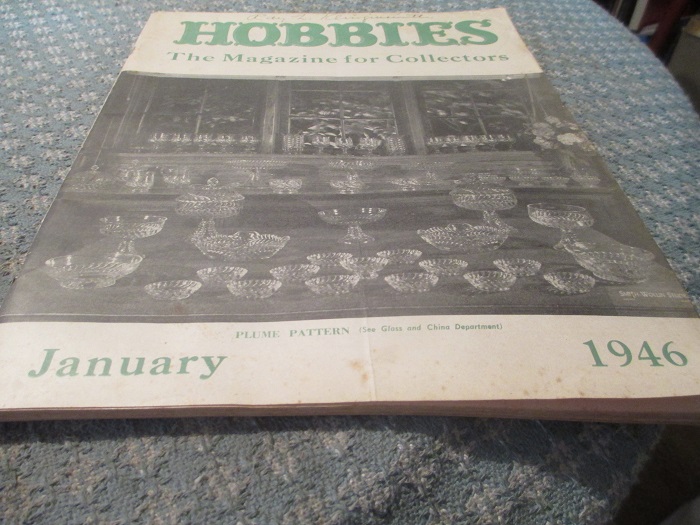 HOBBIES
The Magazine for Collectors
PLUME PATTERN (See Glass and China Department)
January 1946